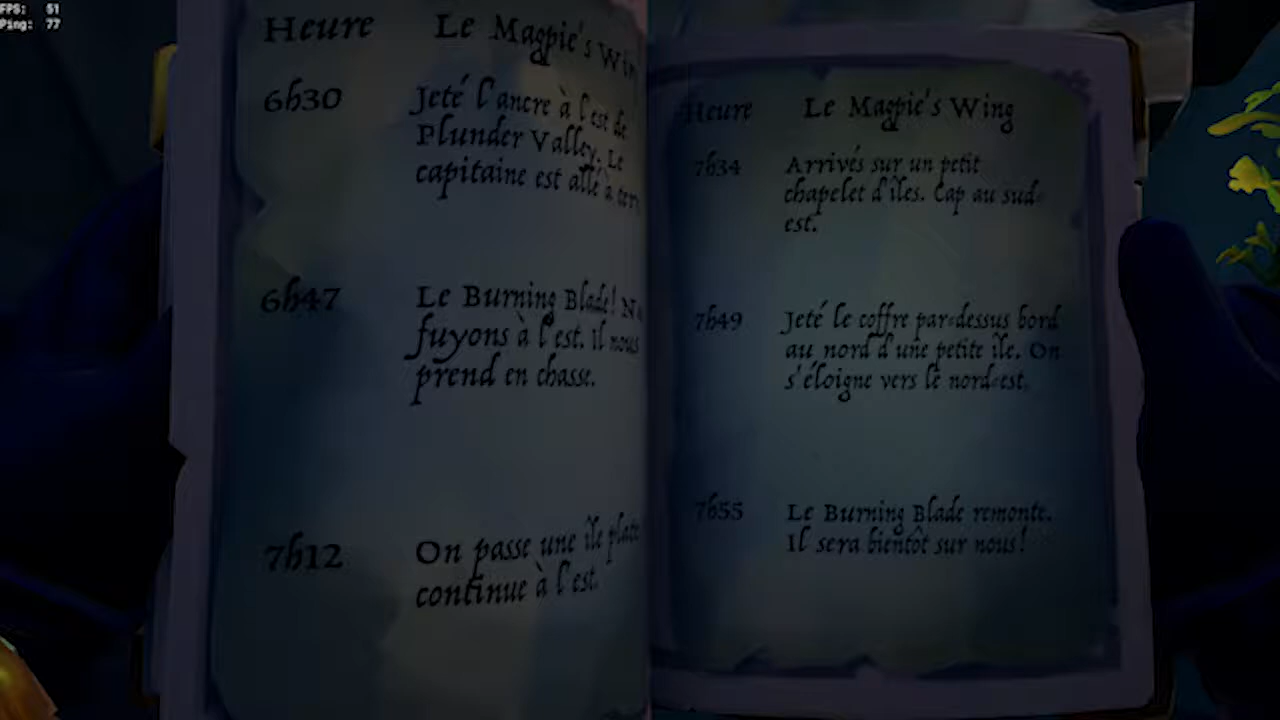 FPS: 51
Ping: 77
Heure Le Magpie's Wing
6h30 Jeté l'ancre à l'est de
Plunder Valley. Le
capitaine est allé à
6h47 Le Burning Blade!
fuyons à l'est. il nous
prend en chasse.
7h12 On passe une île plate
continue à l'est.
Heure Le Magpie's Wing
7h34 Arrivés sur un petit
chapelet d'îles. Cap au sud-
est.
7h49 Jeté le coffre par-dessus bord
au nord d'une petite île. On
s'éloigne vers le nord-est.
7h55 Le Burning Blade remonte.
Il sera bientôt sur nous!